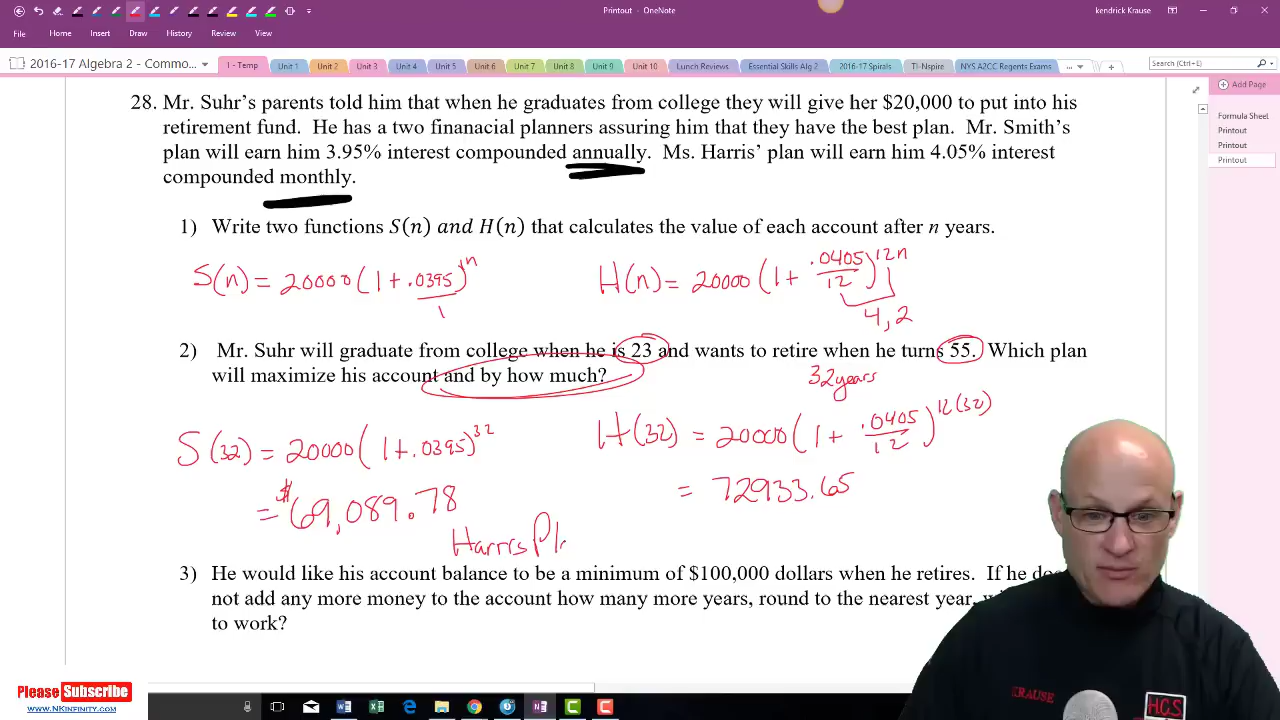 Printout - OneNote
kendrick Krause
File Home Insert Draw History Review View
2016-17 Algebra 2 - Commo...
I - Temp Unit 1 Unit 2 Unit 3 Unit 4 Unit 5 Unit 6 Unit 7 Unit 8 Unit 9 Unit 10 Lunch Reviews Essential Skills Alg.2 2016-17 Spirals TI-Nspire NYS A2CC Regents Exams ...
Search (Ctrl+E)
Add Page
Formula Sheet
Printout
Printout
Printout
28. Mr. Suhr's parents told him that when he graduates from college they will give her $20,000 to put into his
retirement fund. He has a two finanacial planners assuring him that they have the best plan. Mr. Smith's
plan will earn him 3.95% interest compounded annually. Ms. Harris' plan will earn him 4.05% interest
compounded monthly.
1) Write two functions S(n) and H(n) that calculates the value of each account after n years.
S(n) = 20000(1 + .0395/1)^1n
H(n) = 20000(1 + .0405/12)^12n
4,2
2) Mr. Suhr will graduate from college when he is 23 and wants to retire when he turns 55. Which plan
will maximize his account and by how much?
32years
S(32) = 20000(1+.0395)^32
H(32) = 20000(1 + .0405/12)^12(32)
= $69,089.78
= 72933.65
Harris Pl
3) He would like his account balance to be a minimum of $100,000 dollars when he retires. If he do
not add any more money to the account how many more years, round to the nearest year,
to work?
Please Subscribe
www.NKinfinity.com
KRAUSE
H.C.S